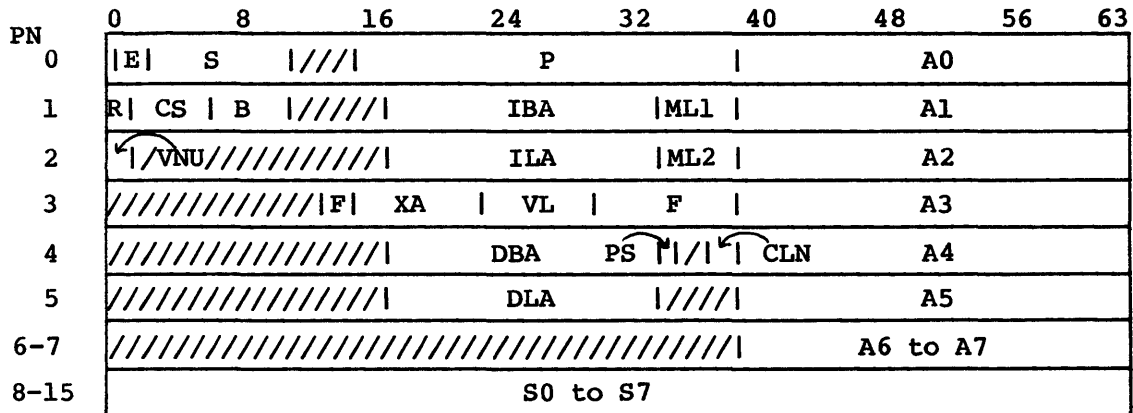 0 8 16 24 32 40 48 56 63
PN
0 |E| S |///| P | A0
1 R| CS | B |/////| IBA |ML1 | A1
2 |/VNU///////////| ILA |ML2 | A2
3 /////////////|F| XA | VL | F | A3
4 /////////////////| DBA PS ||/| | CLN A4
5 /////////////////| DLA |////| A5
6-7 ///////////////////////////////////////| A6 to A7
8-15 S0 to S7